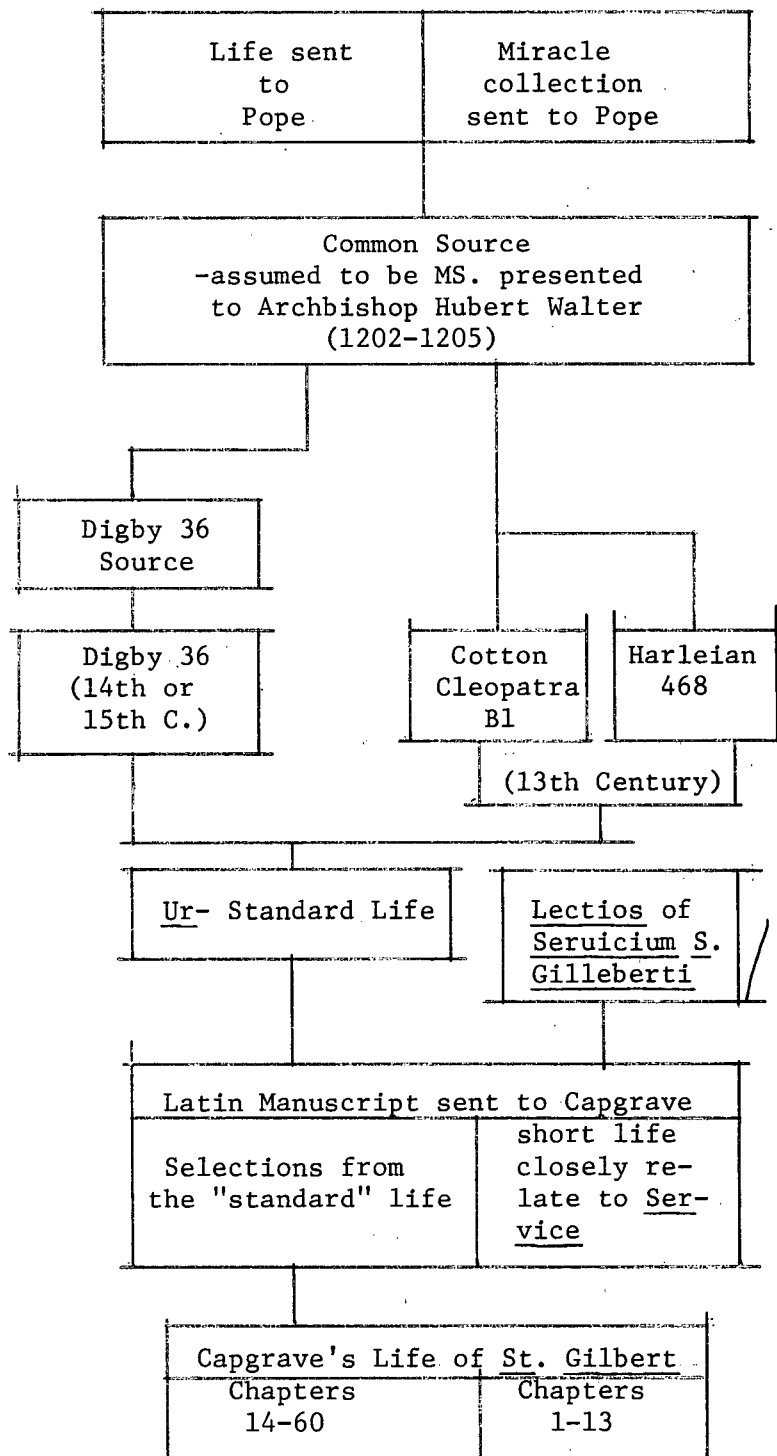 Life sent
to
Pope
Miracle
collection
sent to Pope
Common Source
-assumed to be MS. presented
to Archbishop Hubert Walter
(1202-1205)
Digby 36
Source
Digby 36
(14th or
15th C.)
Cotton
Cleopatra
B1
Harleian
468
(13th Century)
Ur- Standard Life
Lectios of
Seruicium S.
Gilleberti
Latin Manuscript sent to Capgrave
Selections from
the "standard" life
short life
closely re-
late to Ser-
vice
Capgrave's Life of St. Gilbert
Chapters
14-60
Chapters
1-13